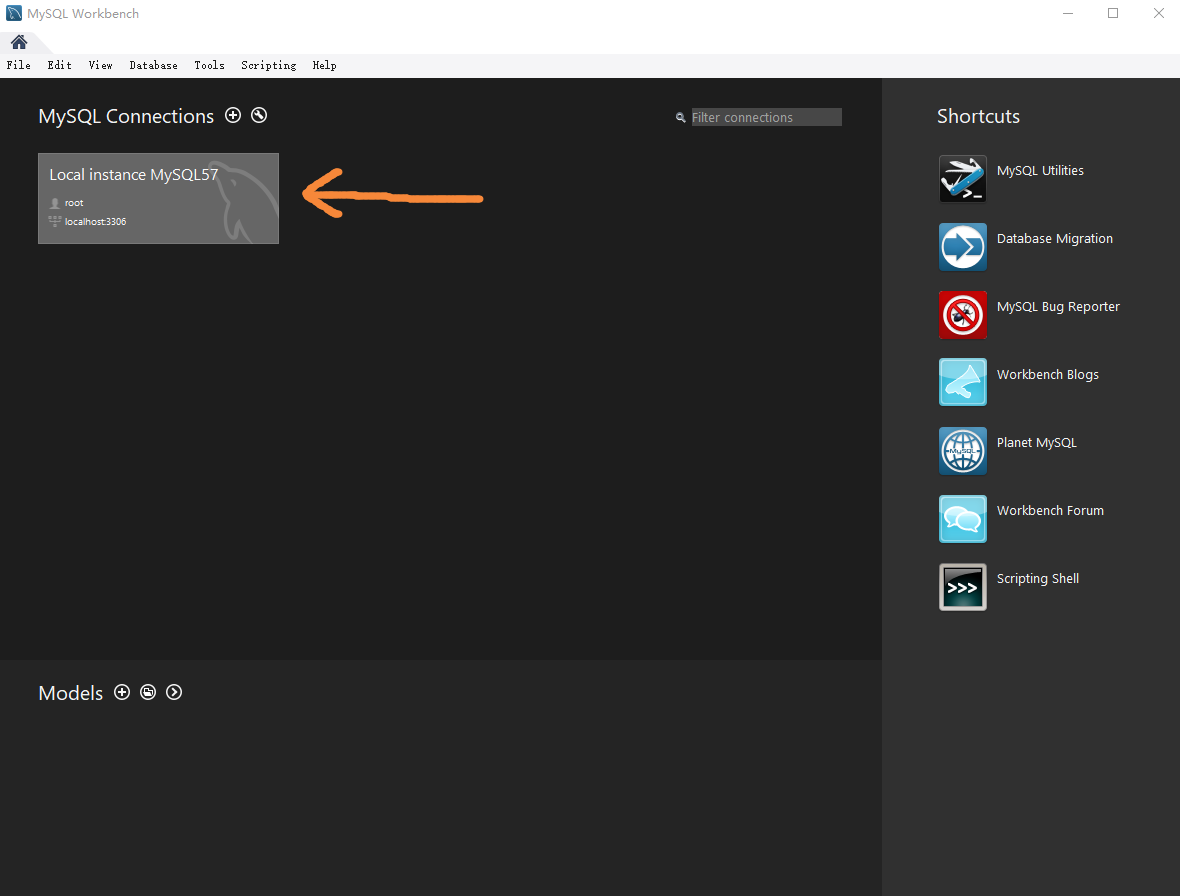 MySQL Workbench
File Edit View Database Tools Scripting Help
MySQL Connections
Filter connections
Local instance MySQL57
root
localhost:3306
Shortcuts
MySQL Utilities
Database Migration
MySQL Bug Reporter
Workbench Blogs
MySQL
Planet MySQL
Workbench Forum
>>>
Scripting Shell
Models